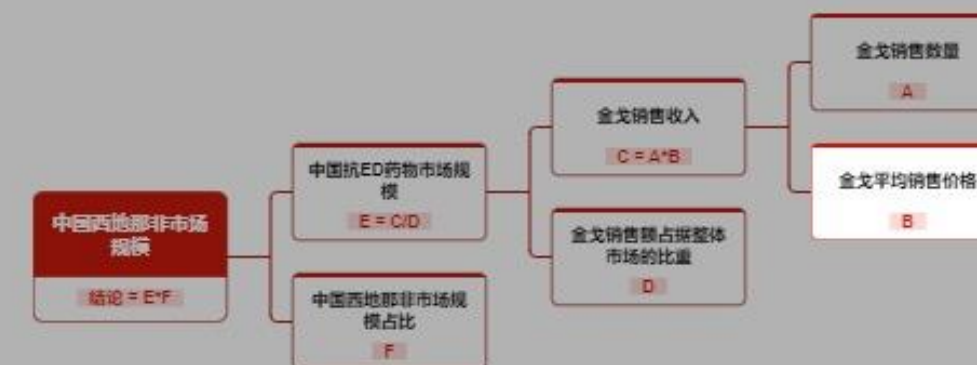 金戈销售数量
A
金戈销售收入
C = A*B
中国抗ED药物市场规
模
E = C/D
金戈平均销售价格
B
中国西地那非市场
规模
结论 = E*F
金戈销售额占据整体
市场的比重
D
中国西地那非市场规
模占比
F